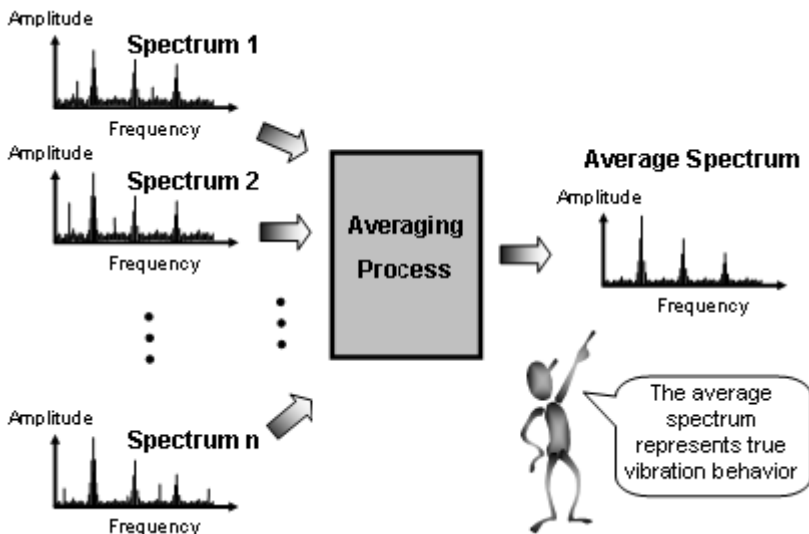 Amplitude
Spectrum 1
Frequency
Amplitude
Spectrum 2
Frequency
Amplitude
Spectrum n
Frequency
Averaging
Process
Average Spectrum
Amplitude
Frequency
The average
spectrum
represents true
vibration behavior